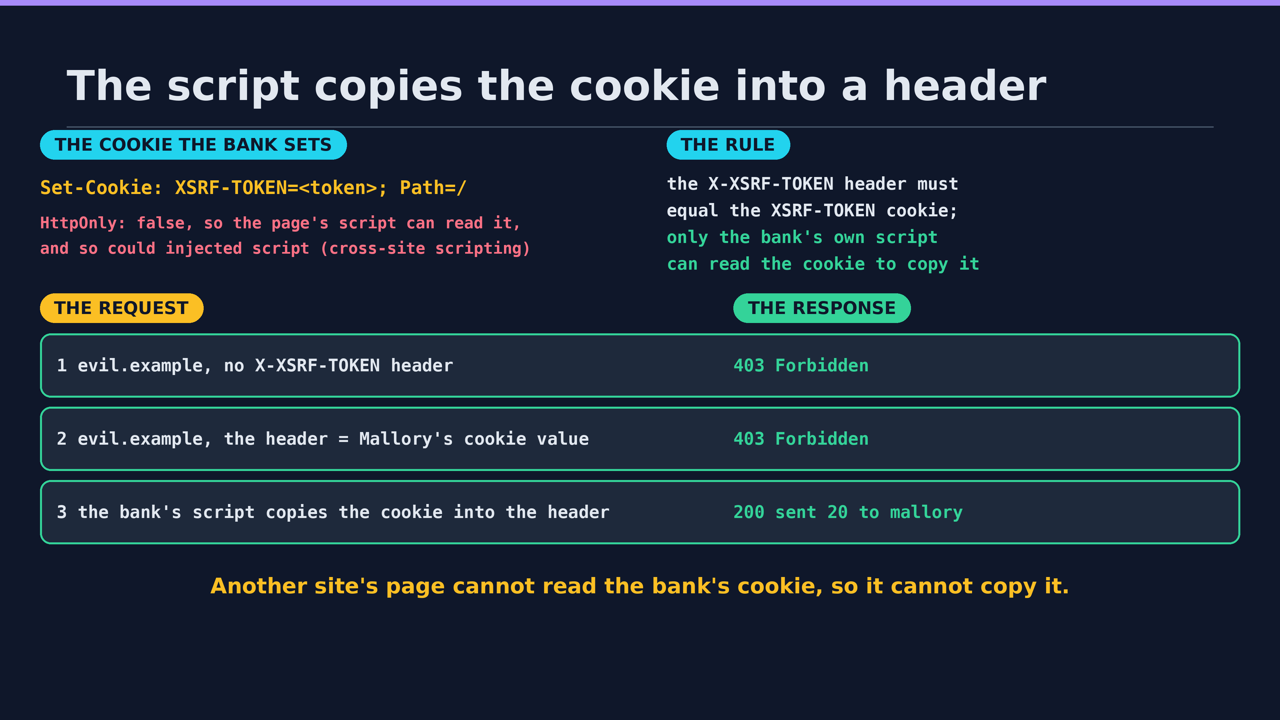 The script copies the cookie into a header
THE COOKIE THE BANK SETS
Set-Cookie: XSRF-TOKEN=<token>; Path=/
HttpOnly: false, so the page's script can read it,
and so could injected script (cross-site scripting)
THE RULE
the X-XSRF-TOKEN header must
equal the XSRF-TOKEN cookie;
only the bank's own script
can read the cookie to copy it
THE REQUEST
THE RESPONSE
1 evil.example, no X-XSRF-TOKEN header
403 Forbidden
2 evil.example, the header = Mallory's cookie value
403 Forbidden
3 the bank's script copies the cookie into the header
200 sent 20 to mallory
Another site's page cannot read the bank's cookie, so it cannot copy it.